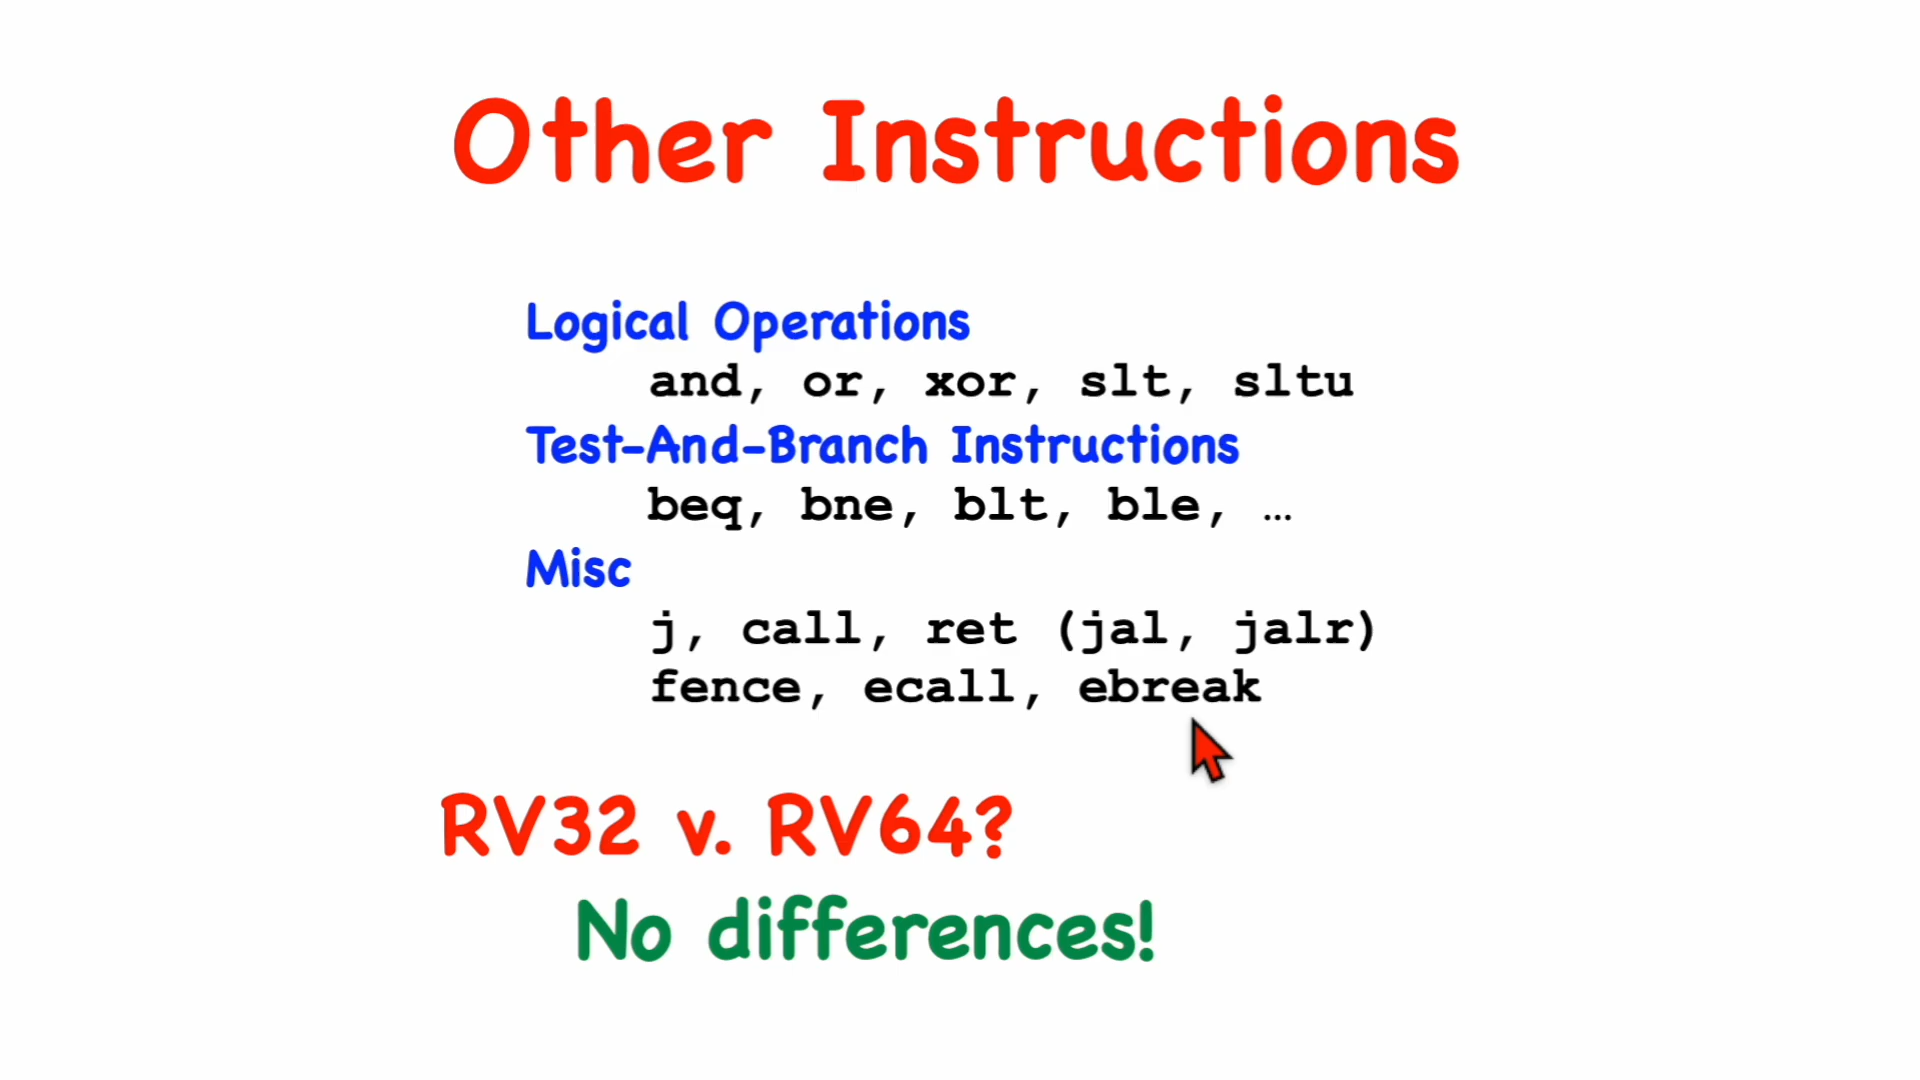 Other Instructions
Logical Operations
and, or, xor, slt, sltu
Test-And-Branch Instructions
beq, bne, blt, ble, …
Misc
j, call, ret (jal, jalr)
fence, ecall, ebreak
RV32 v. RV64?
No differences!